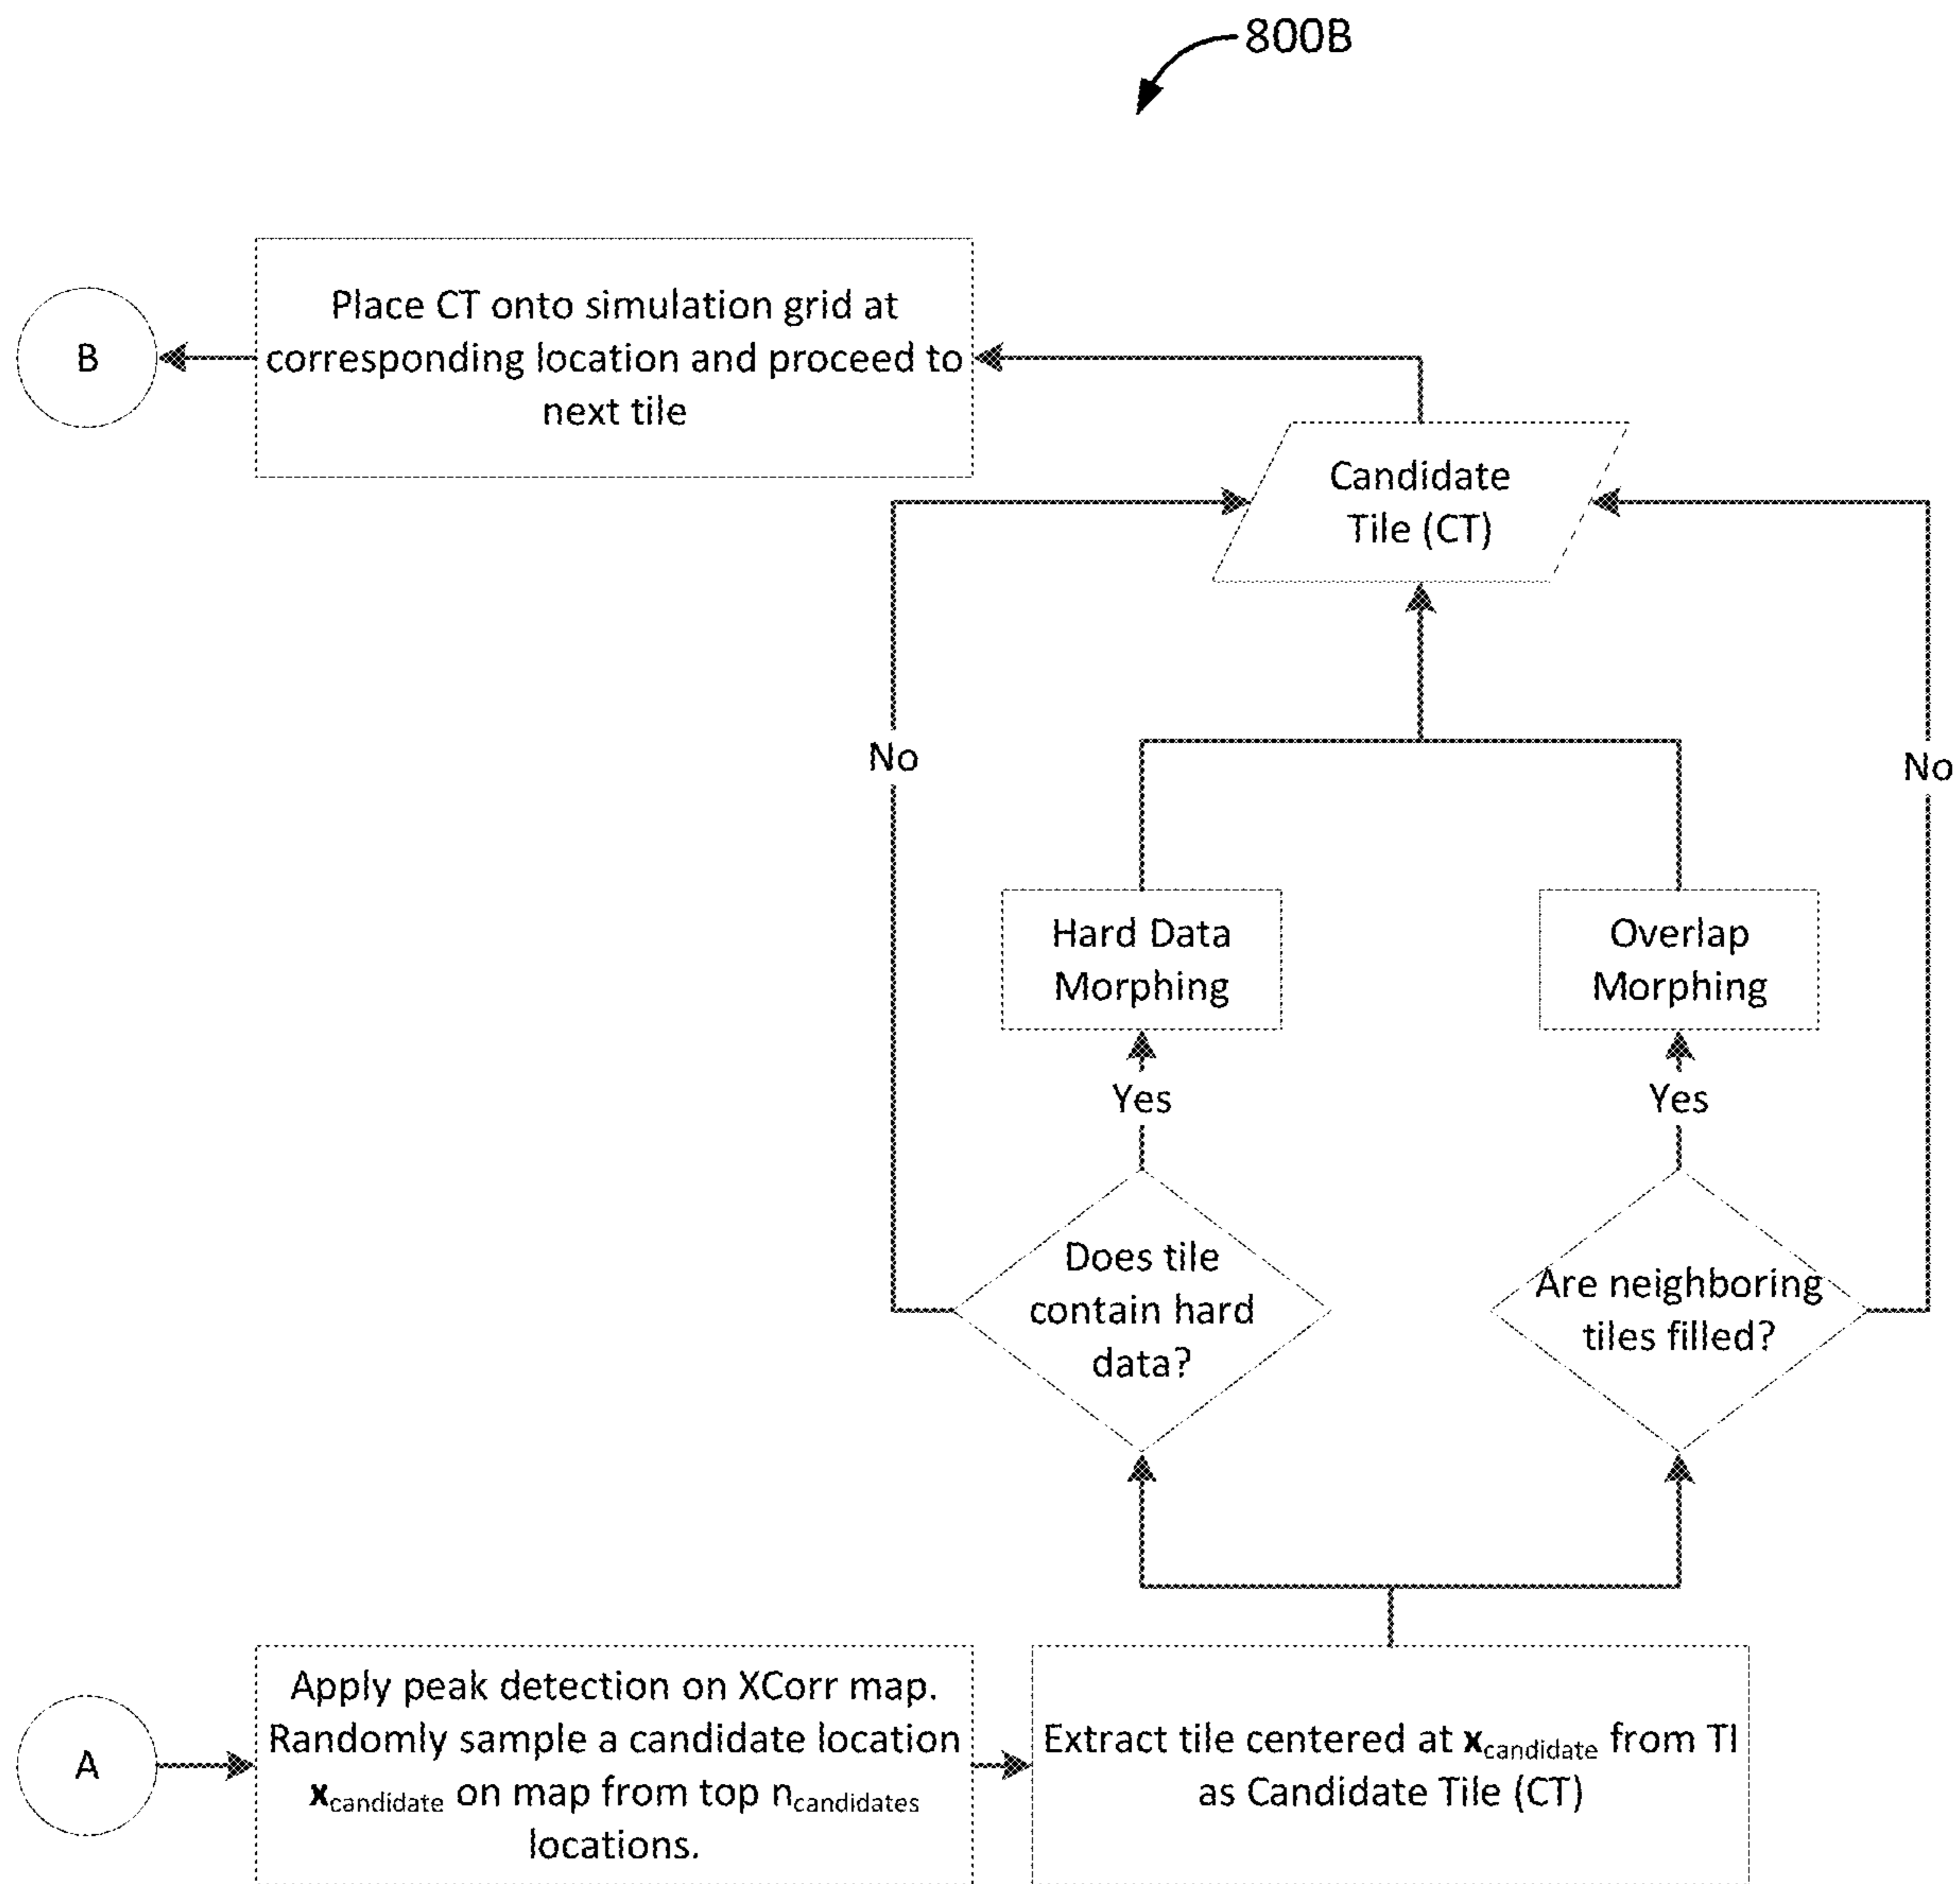 800B
Place CT onto simulation grid at
corresponding location and proceed to
next tile
B
Candidate
Tile (CT)
No
No
Hard Data
Morphing
Overlap
Morphing
Yes
Yes
Does tile
contain hard
data?
Are neighboring
tiles filled?
A
Apply peak detection on XCorr map.
Randomly sample a candidate location
xcandidate on map from top ncandidates
locations.
Extract tile centered at xcandidate from TI
as Candidate Tile (CT)